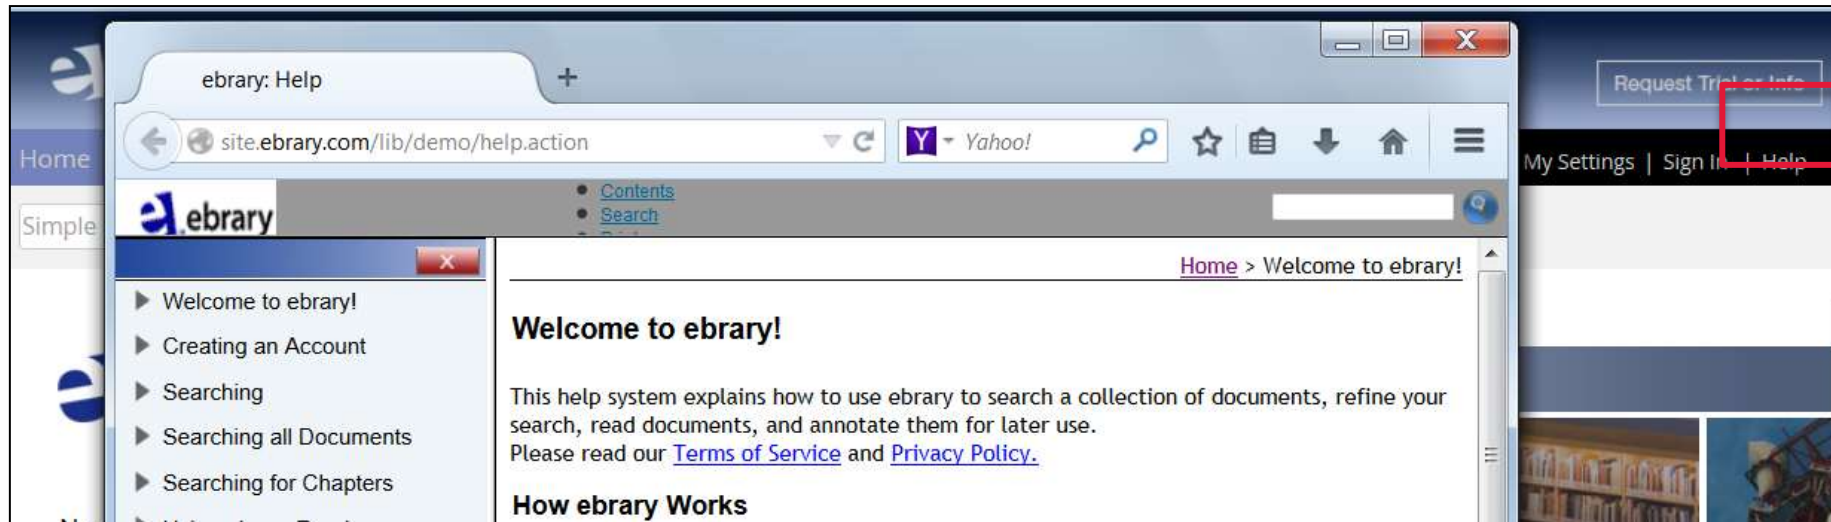 ebrary: Help
Request Trial or Info
site.ebrary.com/lib/demo/help.action
Yahoo!
Home
My Settings | Sign In | Help
Contents
Search
ebrary
Simple
Home > Welcome to ebrary!
Welcome to ebrary!
Creating an Account
Searching
Searching all Documents
Searching for Chapters
Welcome to ebrary!
This help system explains how to use ebrary to search a collection of documents, refine your
search, read documents, and annotate them for later use.
Please read our Terms of Service and Privacy Policy.
How ebrary Works